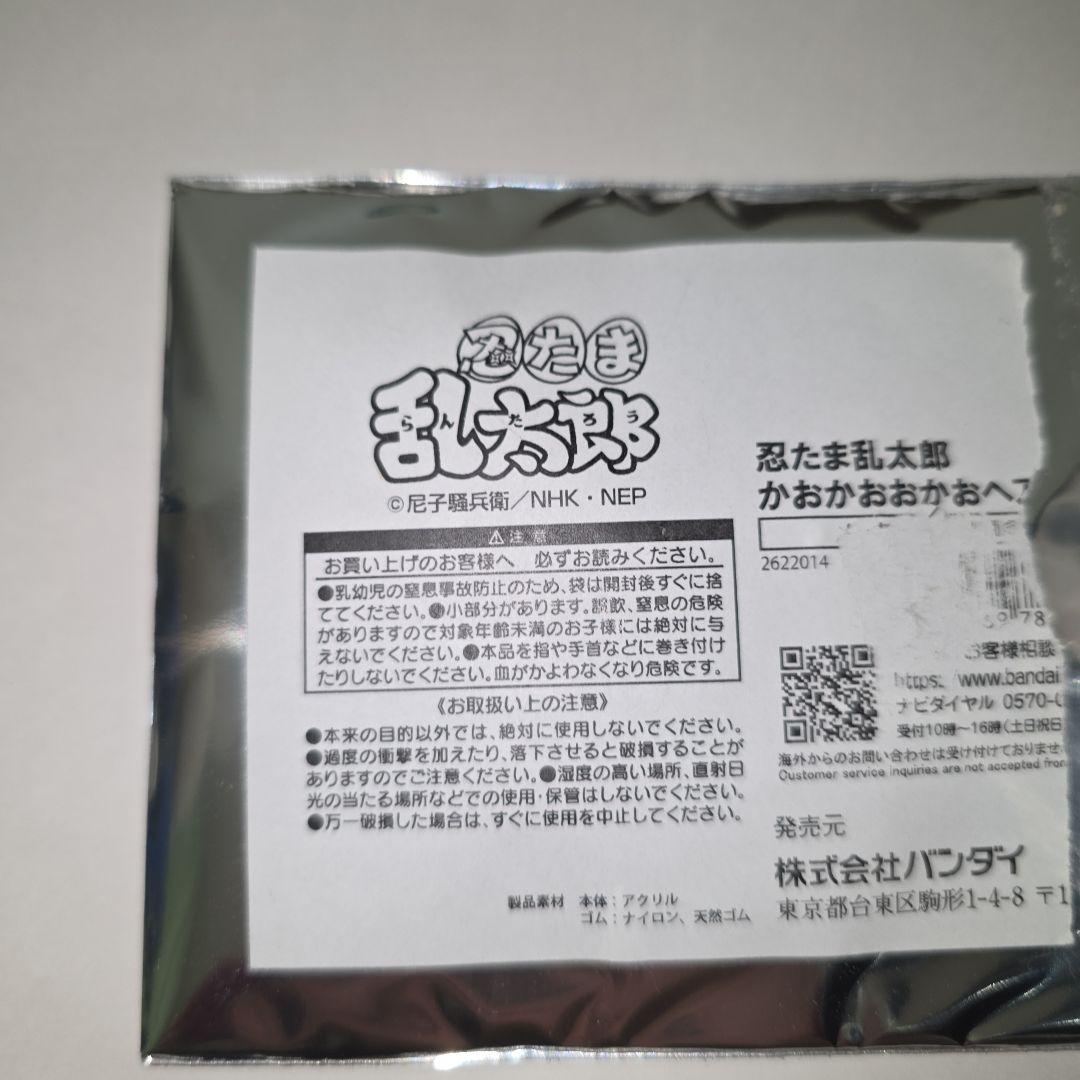 忍たま
乱太郎
らんたろう
©尼子騒兵衛/NHK・NEP
⚠注意
お買い上げのお客様へ 必ずお読みください。
●乳幼児の窒息事故防止のため、袋は開封後すぐに捨
ててください。●小部分があります。誤飲、窒息の危険
がありますので対象年齢未満のお子様には絶対に与
えないでください。●本品を指や手首などに巻き付け
たりしないでください。血がかよわなくなり危険です。
《お取扱い上の注意》
●本来の目的以外では、絶対に使用しないでください。
●過度の衝撃を加えたり、落下させると破損することが
ありますのでご注意ください。●湿度の高い場所、直射日
光の当たる場所などでの使用・保管はしないでください。
●万一破損した場合は、すぐに使用を中止してください。
製品素材 本体：アクリル
ゴム：ナイロン、天然ゴム
忍たま乱太郎
かおかおおかおヘ
2622014
78
お客様相談
https: /www.bandai
ナビダイヤル 0570-0
受付10時～16時(土日祝日
海外からのお問い合わせは受け付けておりませ
Customer service inquiries are not accepted from
発売元
株式会社バンダイ
東京都台東区駒形1-4-8 〒1